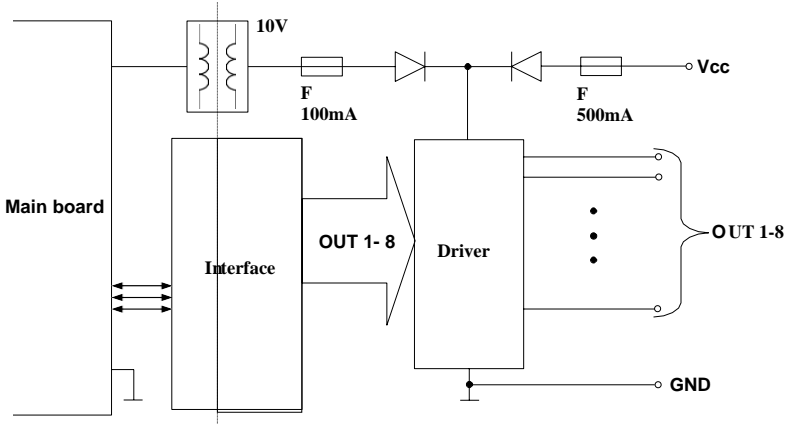 10V
F
100mA
F
500mA
Vcc
Main board
Interface
OUT 1- 8
Driver
OUT 1-8
GND